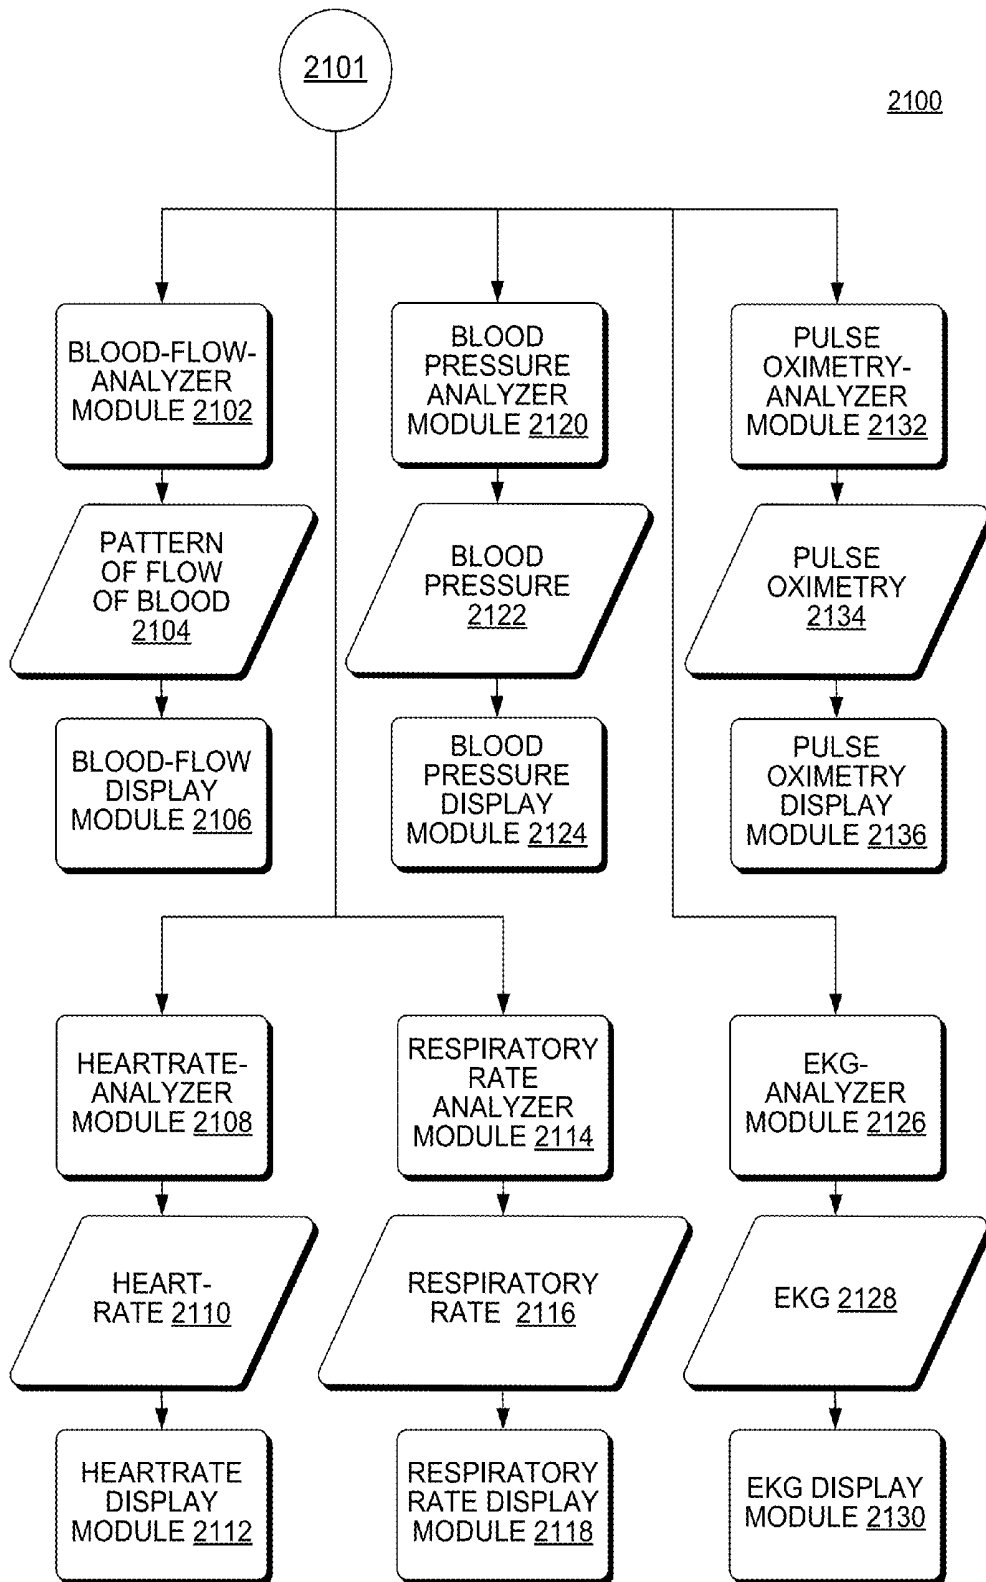 2101
2100
BLOOD-FLOW-
ANALYZER
MODULE 2102
BLOOD
PRESSURE
ANALYZER
MODULE 2120
PULSE
OXIMETRY-
ANALYZER
MODULE 2132
PATTERN
OF FLOW
OF BLOOD
2104
BLOOD
PRESSURE
2122
PULSE
OXIMETRY
2134
BLOOD-FLOW
DISPLAY
MODULE 2106
BLOOD
PRESSURE
DISPLAY
MODULE 2124
PULSE
OXIMETRY
DISPLAY
MODULE 2136
HEARTRATE-
ANALYZER
MODULE 2108
RESPIRATORY
RATE
ANALYZER
MODULE 2114
EKG-
ANALYZER
MODULE 2126
HEART-
RATE 2110
RESPIRATORY
RATE 2116
EKG 2128
HEARTRATE
DISPLAY
MODULE 2112
RESPIRATORY
RATE DISPLAY
MODULE 2118
EKG DISPLAY
MODULE 2130